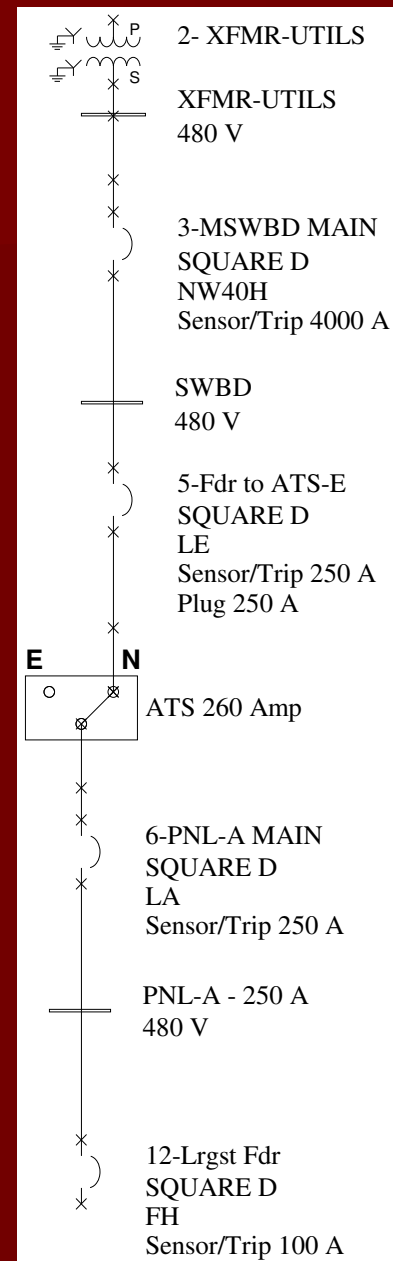 P
2- XFMR-UTILS
S
XFMR-UTILS
480 V
3-MSWBD MAIN
SQUARE D
NW40H
Sensor/Trip 4000 A
SWBD
480 V
5-Fdr to ATS-E
SQUARE D
LE
Sensor/Trip 250 A
Plug 250 A
E N
ATS 260 Amp
6-PNL-A MAIN
SQUARE D
LA
Sensor/Trip 250 A
PNL-A - 250 A
480 V
12-Lrgst Fdr
SQUARE D
FH
Sensor/Trip 100 A